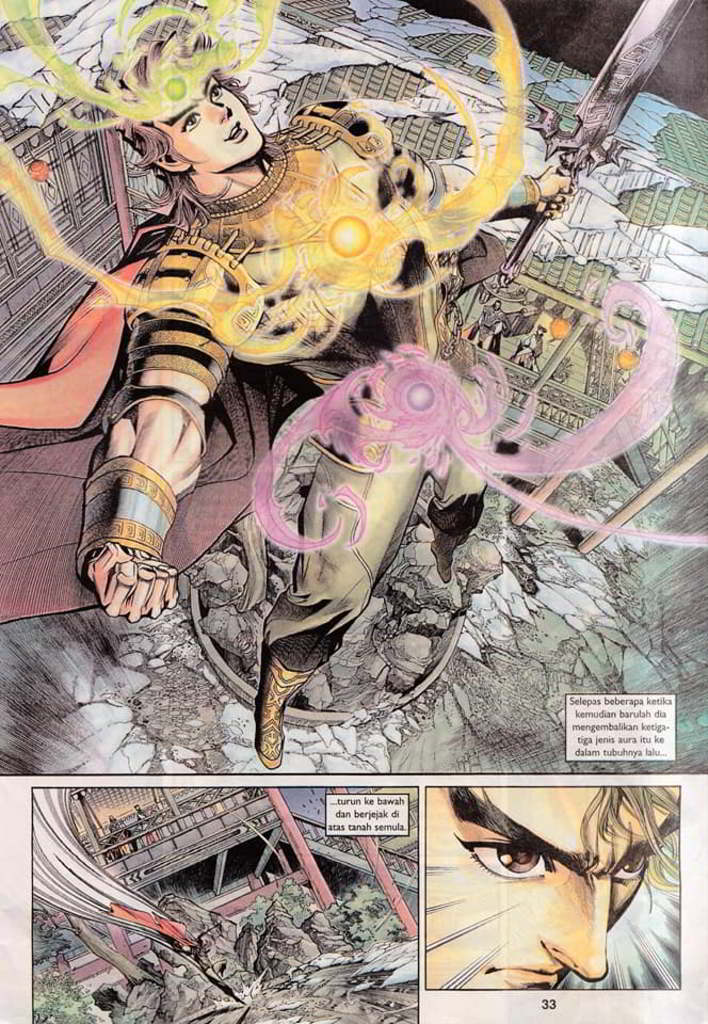 Selepas beberapa ketika
kemudian barulah dia
mengembalikan ketiga-
tiga jenis aura itu ke
dalam tubuhnya lalu...
...turun ke bawah
dan berjejak di
atas tanah semula.
33